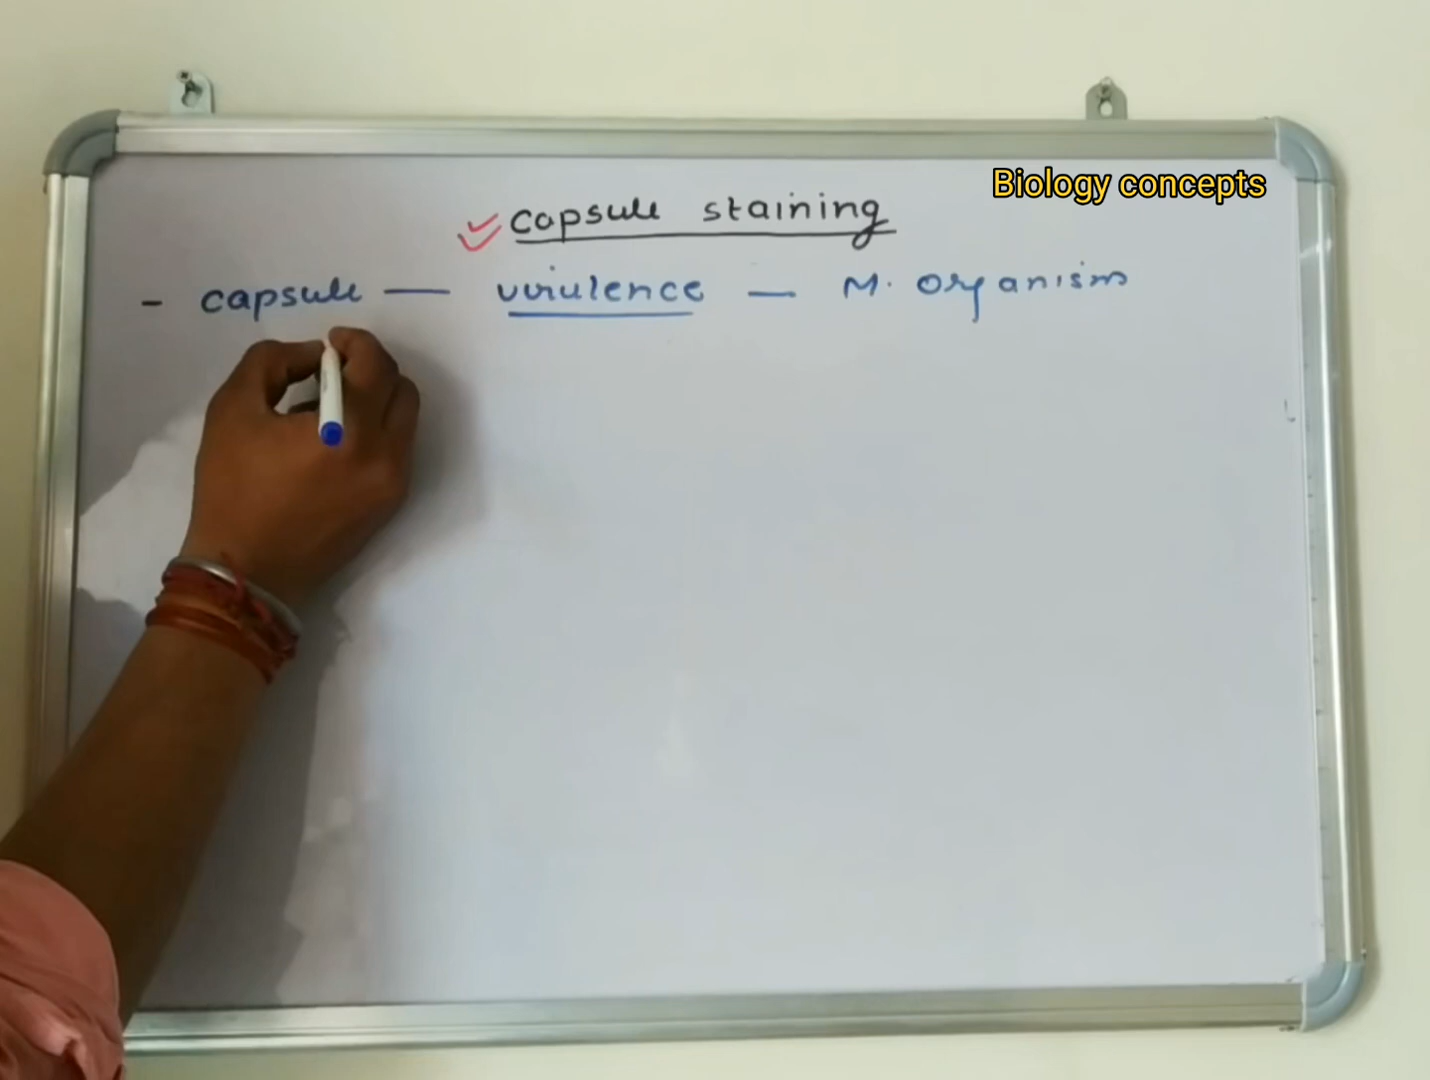 Biology concepts
capsule staining
- capsule — virulence — M. organism